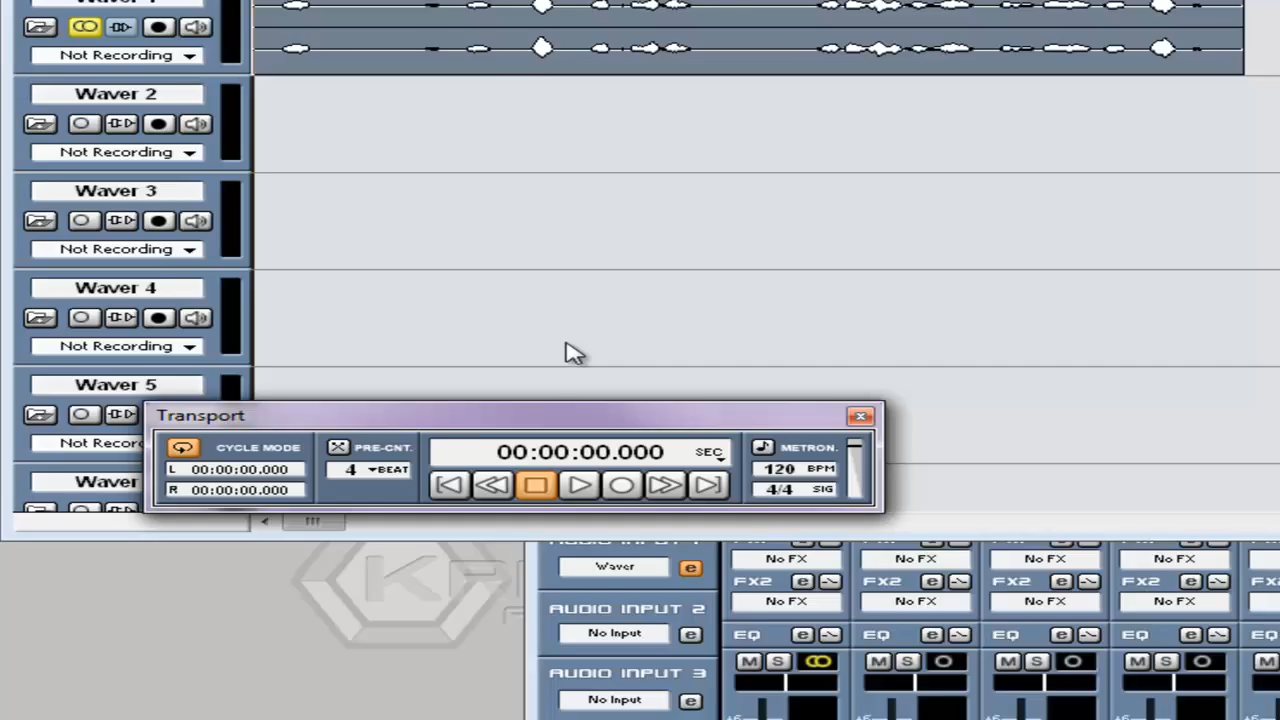 Not Recording
Waver 2
Not Recording
Waver 3
Not Recording
Waver 4
Not Recording
Waver 5
Transport
CYCLE MODE
PRE-CNT.
00:00:00.000 SEC
METRON.
L 00:00:00.000
4 BEAT
120 BPM
R 00:00:00.000
4/4 SIG
Waver
e
No FX No FX No FX No FX
FX2 e FX2 e FX2 e FX2 e
No FX No FX No FX No FX
AUDIO INPUT 2
No Input e
EQ e EQ e EQ e EQ e
M S M S M S M S M
AUDIO INPUT 3
No Input e